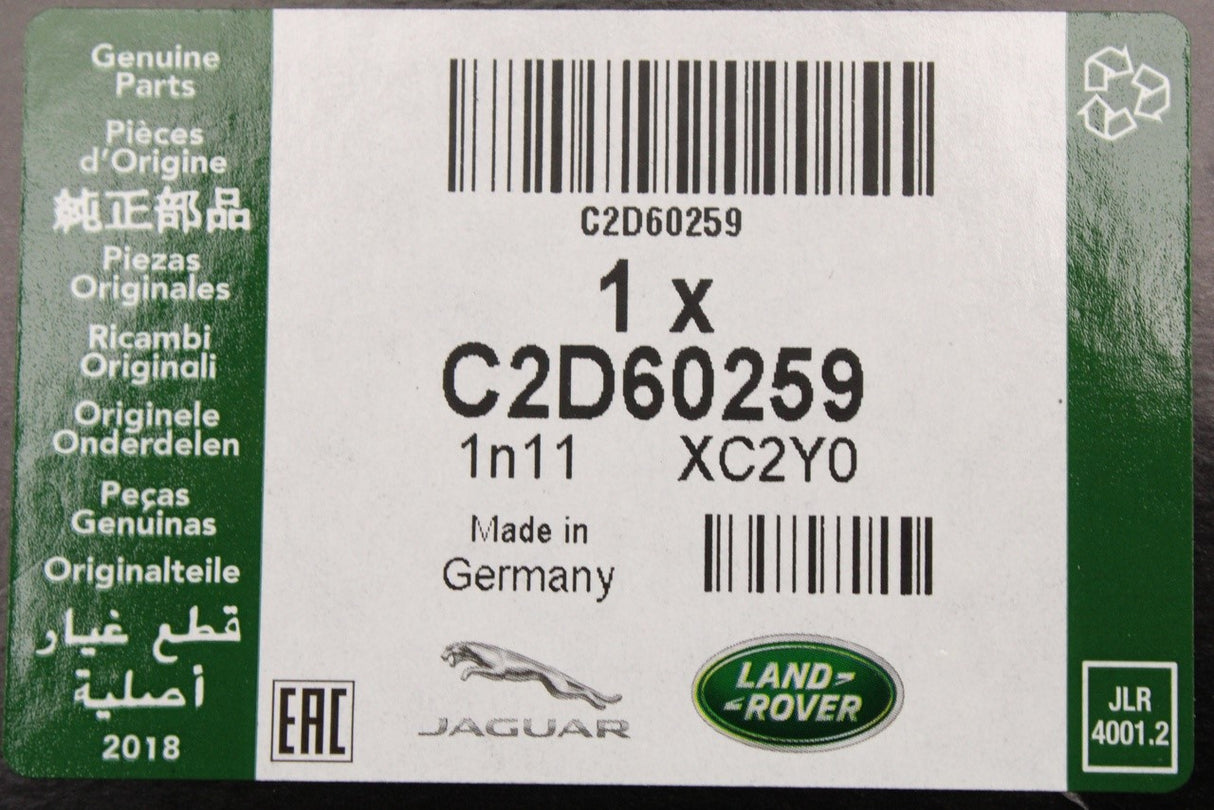 Genuine
Parts
Pièces
d'Origine
純正部品
Piezas
Originales
Ricambi
Originali
Originele
Onderdelen
Peças
Genuinas
Originalteile
قطع غيار
أصلية
2018
C2D60259
1 x
C2D60259
1n11 XC2Y0
Made in
Germany
EAC
JAGUAR
LAND
ROVER
JLR
4001.2